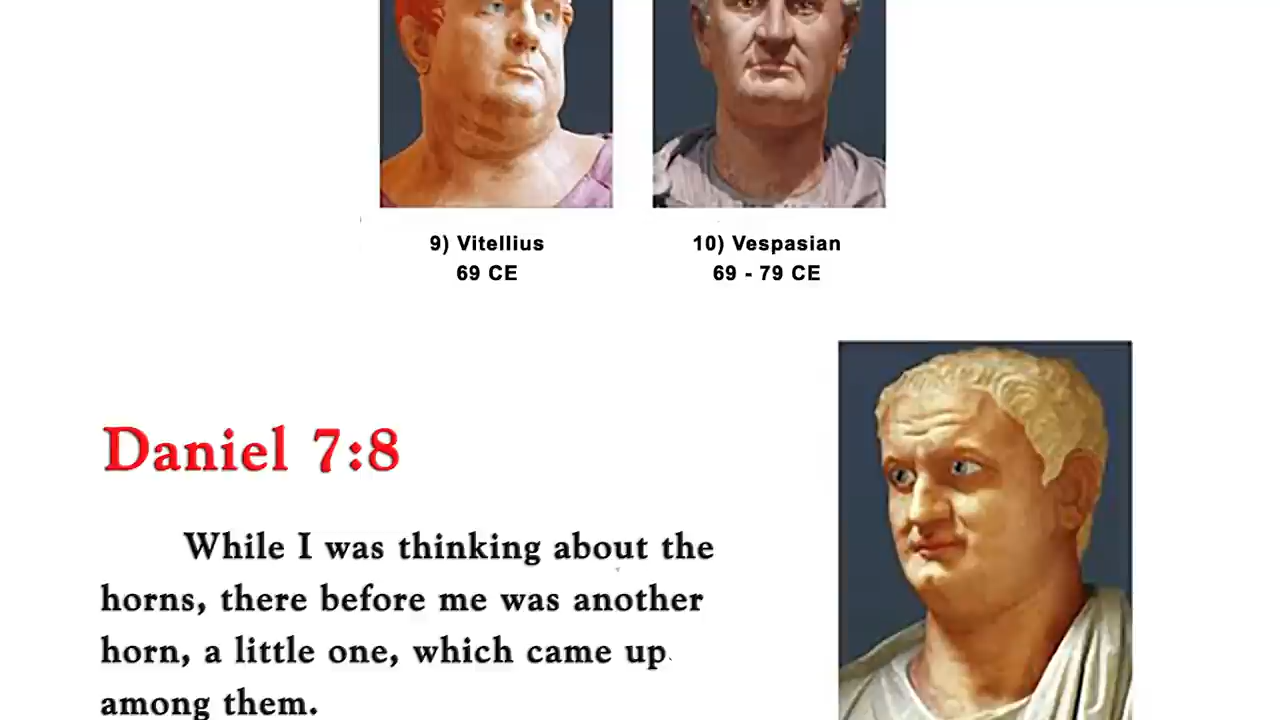 9) Vitellius
69 CE
10) Vespasian
69 - 79 CE
Daniel 7:8
While I was thinking about the
horns, there before me was another
horn, a little one, which came up
among them.